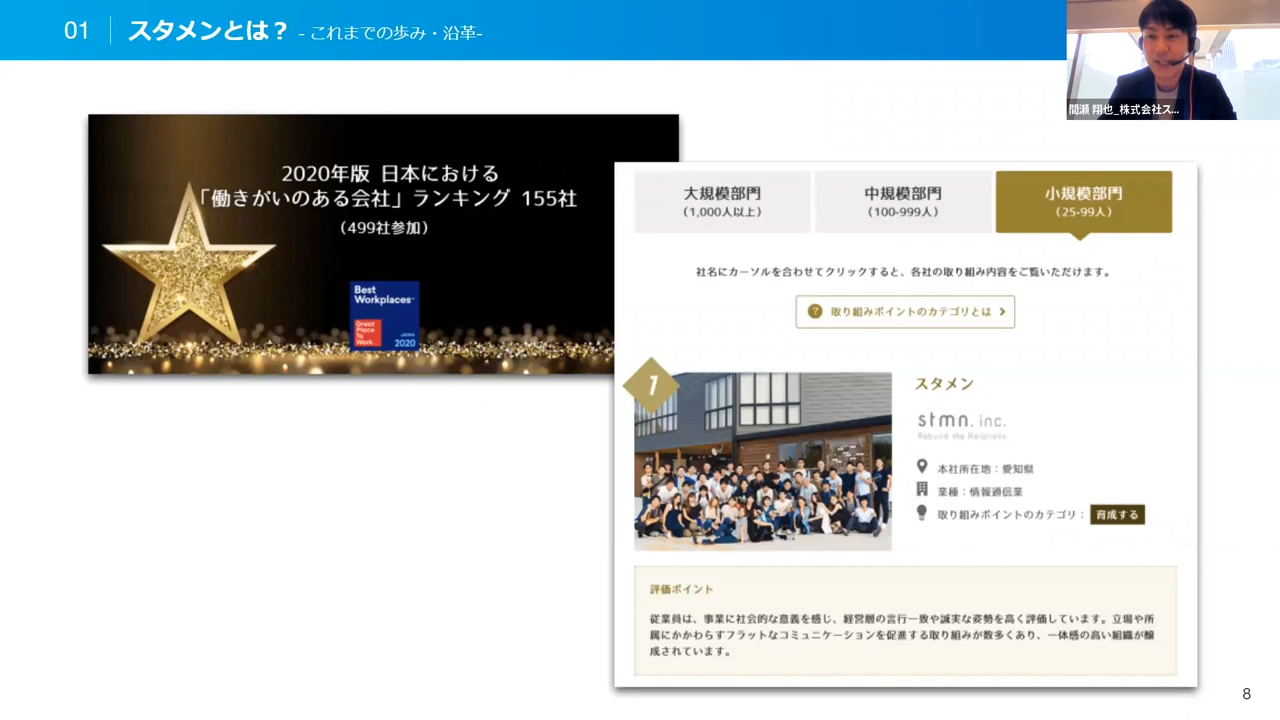 01
スタメンとは？ - これまでの歩み・沿革-
間瀬 翔也_株式会社ス...
2020年版 日本における
「働きがいのある会社」ランキング 155社
（499社参加）
Best
Workplaces™
Great
Place
To
Work.
JAPAN
2020
大規模部門
（1,000人以上）
中規模部門
（100-999人）
小規模部門
（25-99人）
社名にカーソルを合わせてクリックすると、各社の取り組み内容をご覧いただけます。
? 取り組みポイントのカテゴリとは >
1
スタメン
stmn, inc.
Rebuild the Relations
本社所在地：愛知県
業種：情報通信業
取り組みポイントのカテゴリ： 育成する
評価ポイント
従業員は、事業に社会的な意義を感じ、経営層の言行一致や誠実な姿勢を高く評価しています。立場や所
属にかかわらずフラットなコミュニケーションを促進する取り組みが数多くあり、一体感の高い組織が醸
成されています。
8